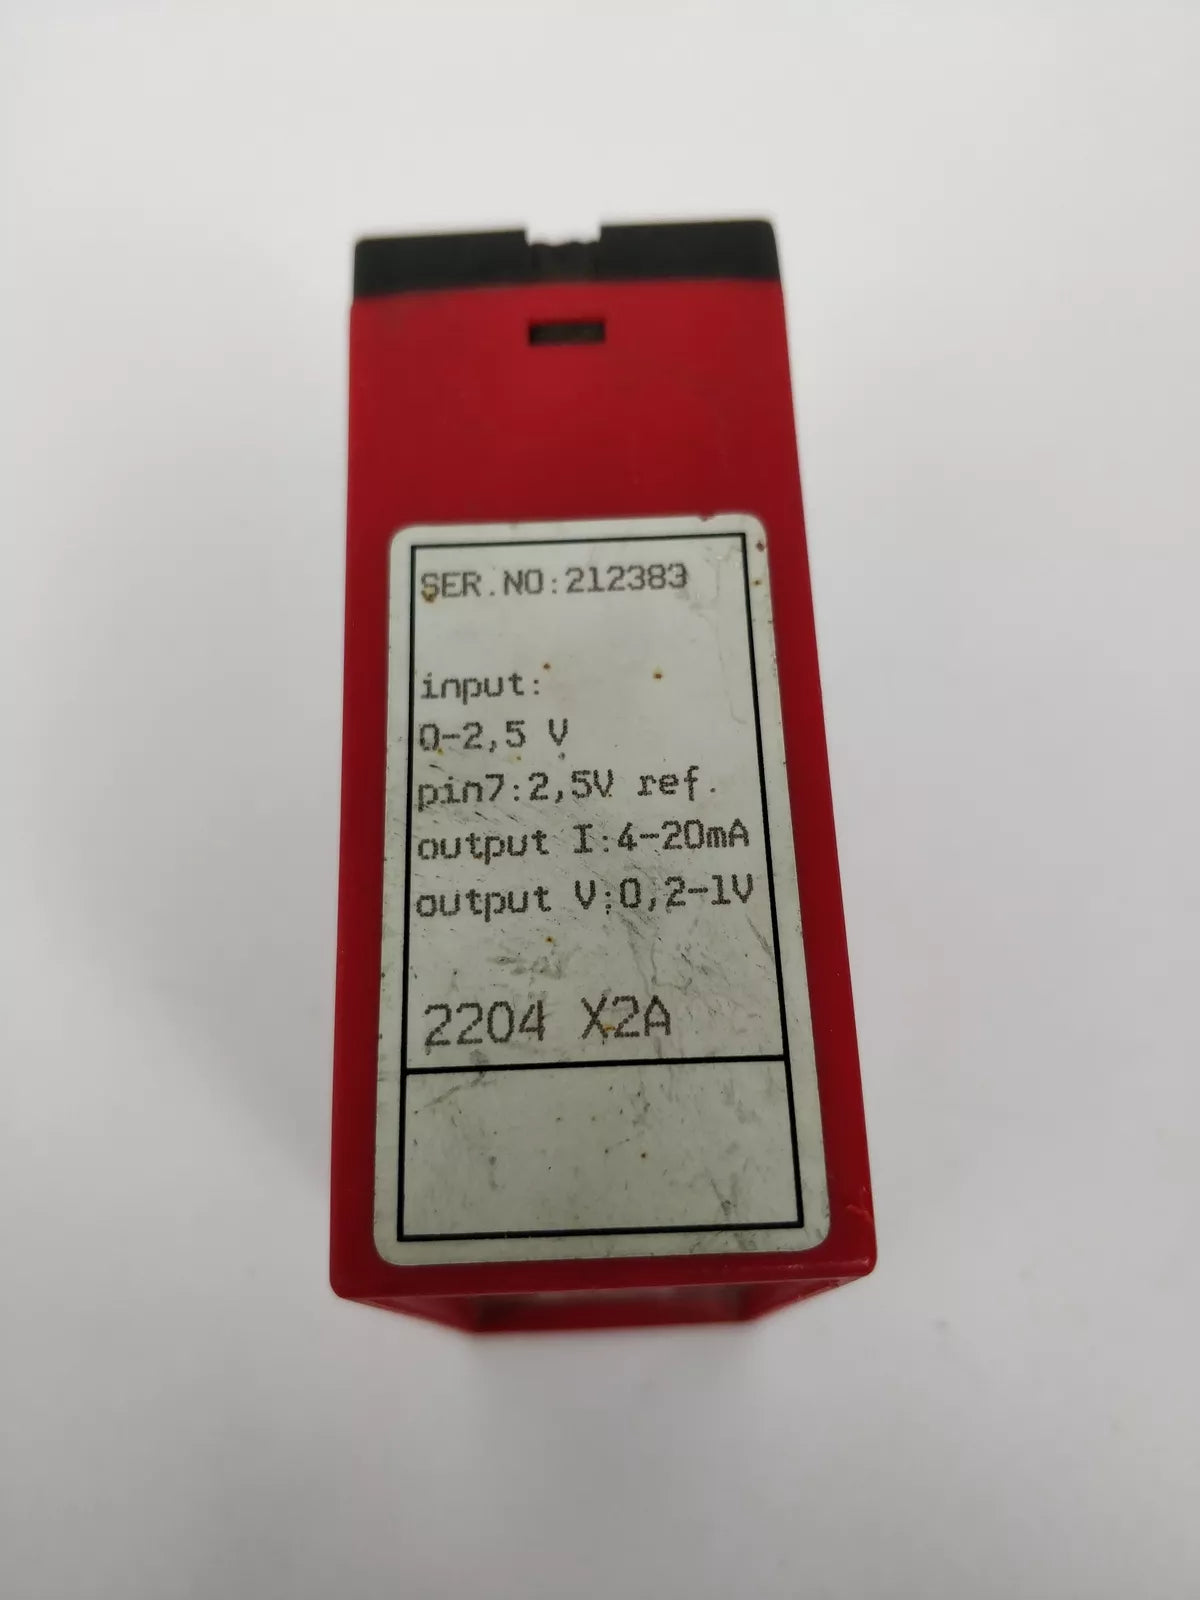 SER.NO:212383
input:
0-2,5 V
pin7:2,5V ref.
output I:4-20mA
output V:0,2-1V
2204 X2A